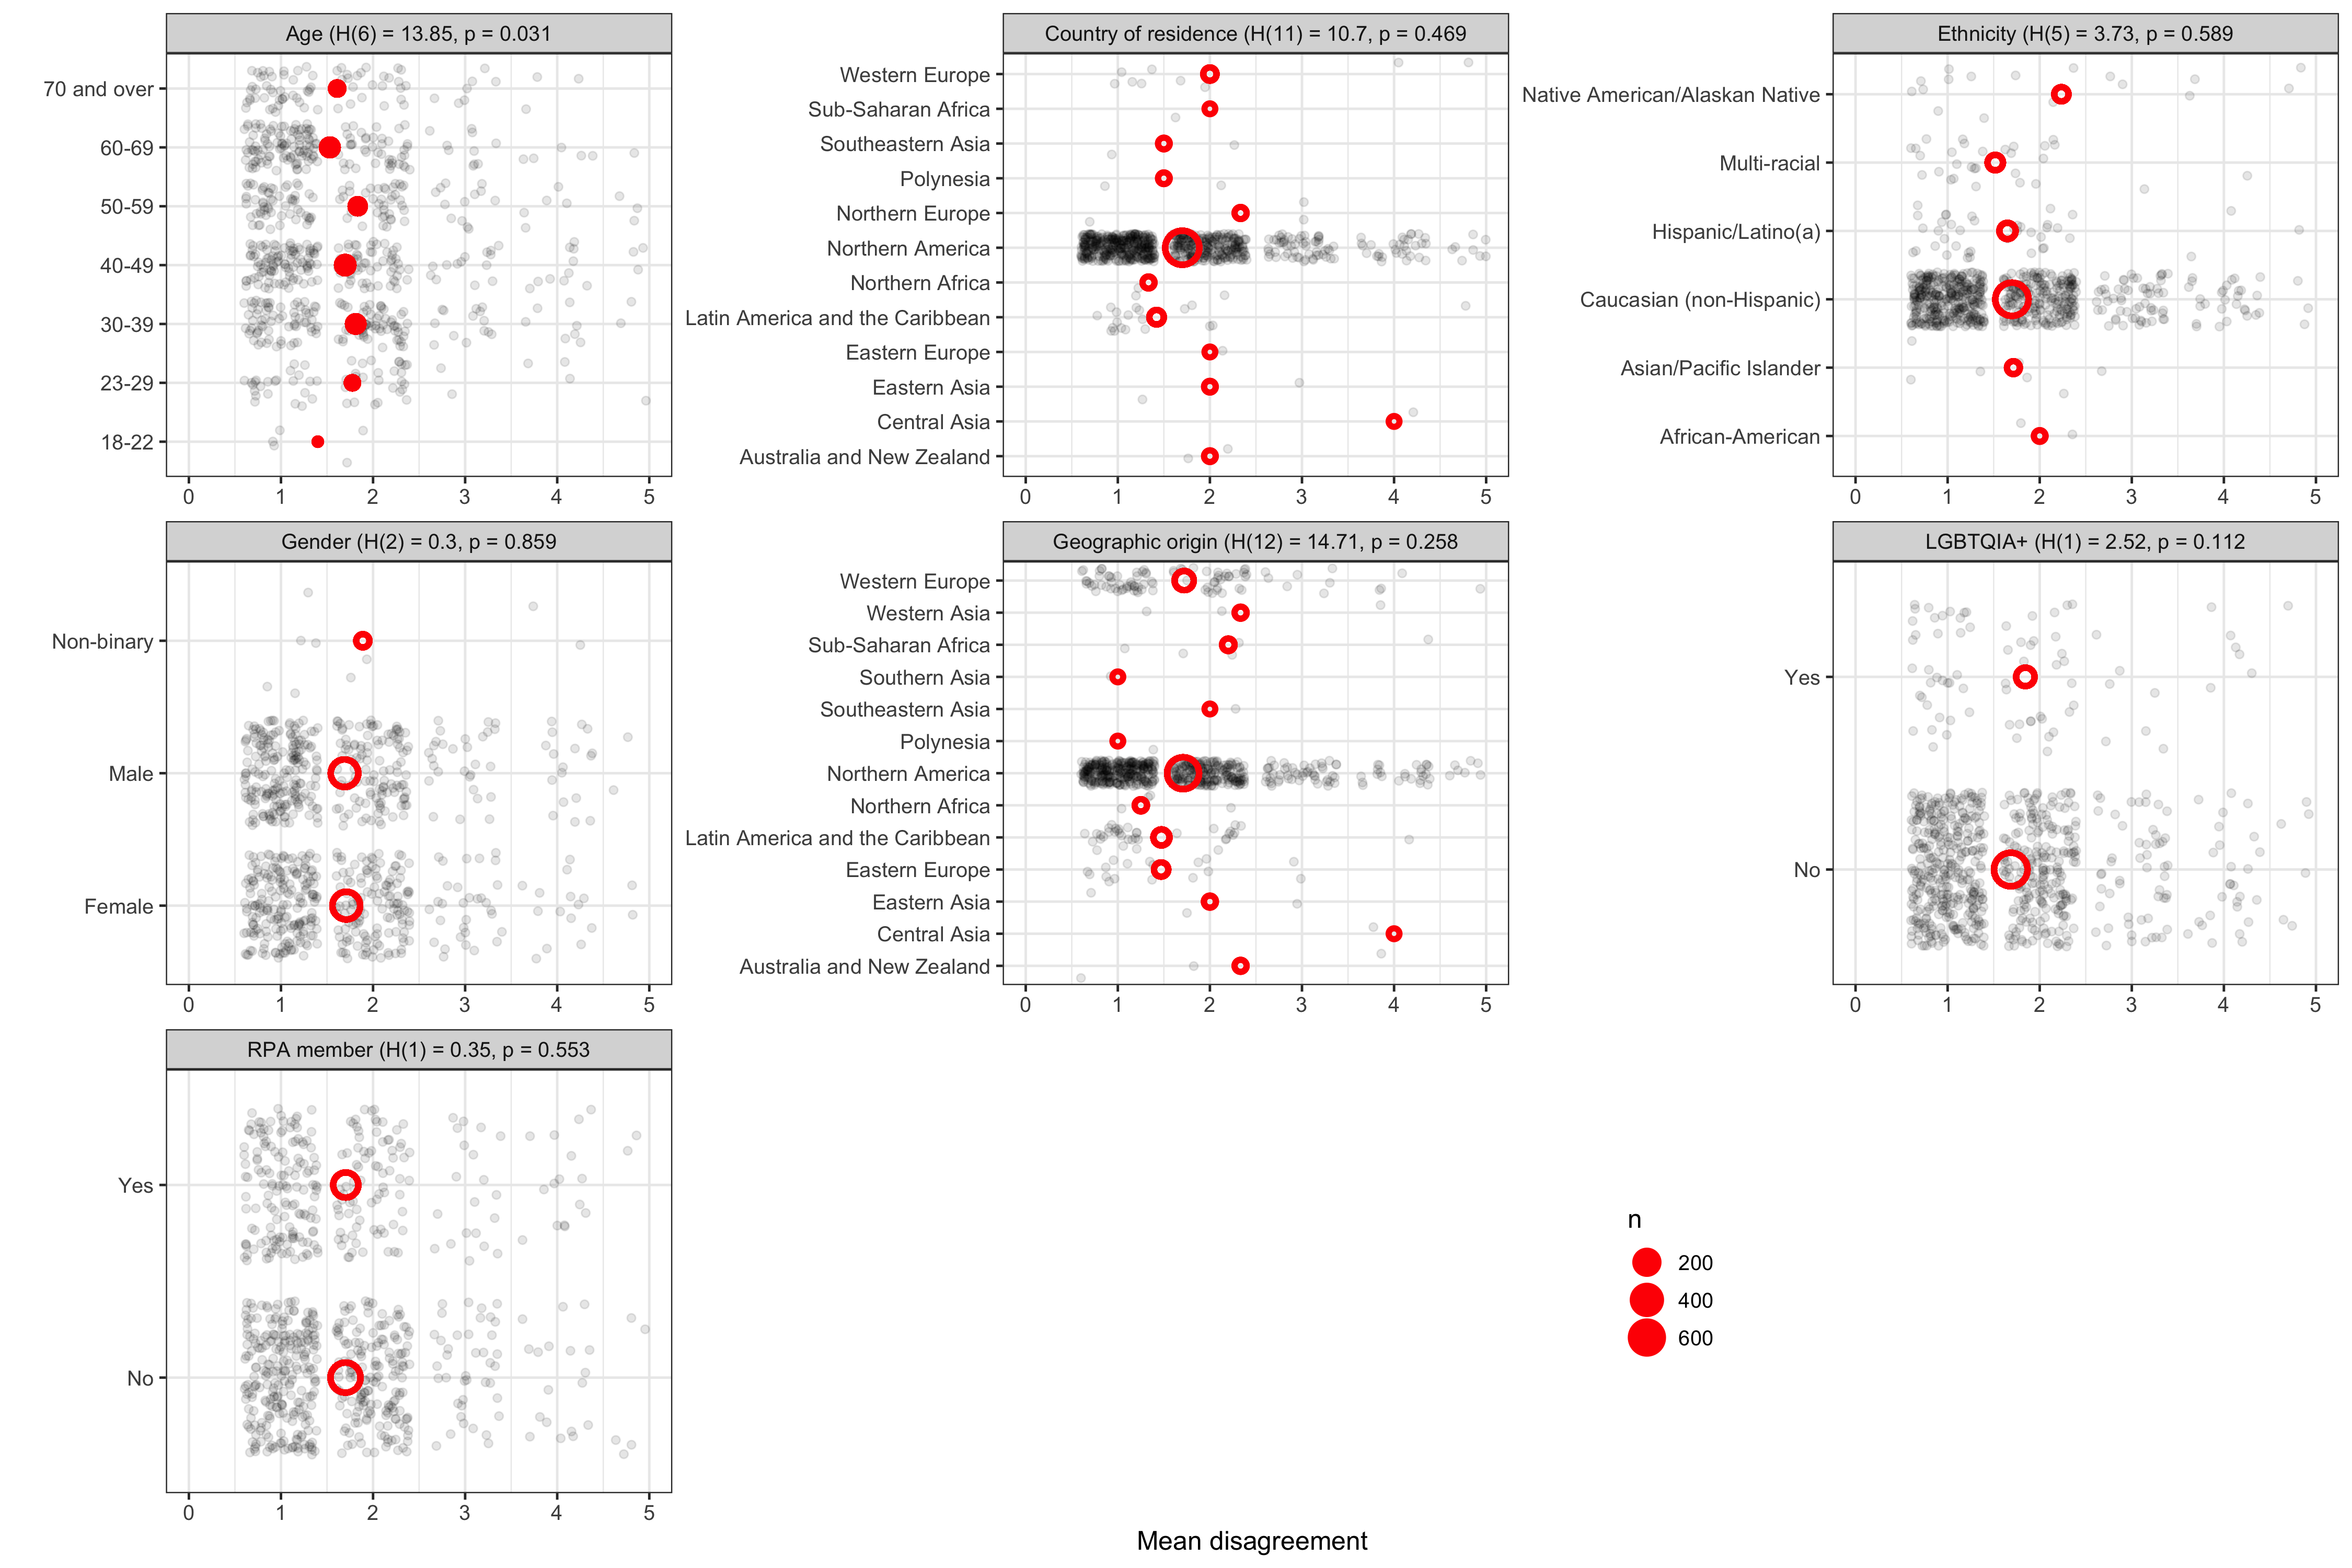 Age (H(6) = 13.85, p = 0.031
70 and over
60-69
50-59
40-49
30-39
23-29
18-22
0 1 2 3 4 5
Country of residence (H(11) = 10.7, p = 0.469
Western Europe
Sub-Saharan Africa
Southeastern Asia
Polynesia
Northern Europe
Northern America
Northern Africa
Latin America and the Caribbean
Eastern Europe
Eastern Asia
Central Asia
Australia and New Zealand
0 1 2 3 4 5
Ethnicity (H(5) = 3.73, p = 0.589
Native American/Alaskan Native
Multi-racial
Hispanic/Latino(a)
Caucasian (non-Hispanic)
Asian/Pacific Islander
African-American
0 1 2 3 4 5
Gender (H(2) = 0.3, p = 0.859
Non-binary
Male
Female
0 1 2 3 4 5
Geographic origin (H(12) = 14.71, p = 0.258
Western Europe
Western Asia
Sub-Saharan Africa
Southern Asia
Southeastern Asia
Polynesia
Northern America
Northern Africa
Latin America and the Caribbean
Eastern Europe
Eastern Asia
Central Asia
Australia and New Zealand
0 1 2 3 4 5
LGBTQIA+ (H(1) = 2.52, p = 0.112
Yes
No
0 1 2 3 4 5
RPA member (H(1) = 0.35, p = 0.553
Yes
No
0 1 2 3 4 5
n
200
400
600
Mean disagreement